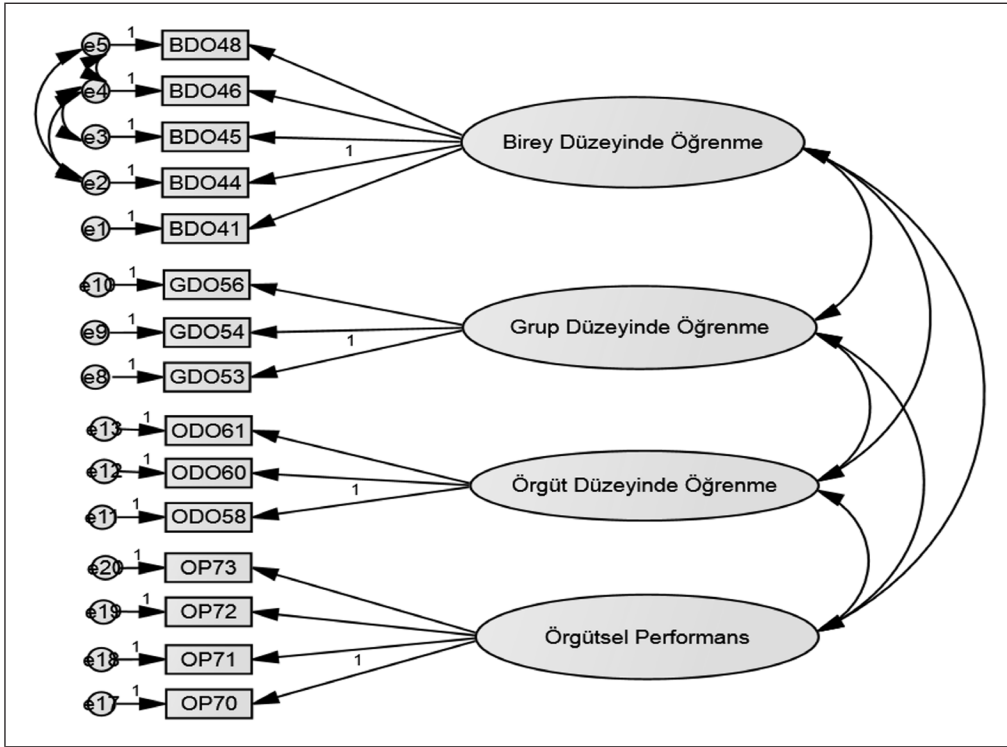 e5 1 BDO48
e4 1 BDO46
e3 1 BDO45
e2 1 BDO44 1
e1 1 BDO41
Birey Düzeyinde Öğrenme
e10 1 GDO56
e9 1 GDO54
e8 1 GDO53 1
Grup Düzeyinde Öğrenme
e13 1 ODO61
e12 1 ODO60
e11 1 ODO58 1
Örgüt Düzeyinde Öğrenme
e20 1 OP73
e19 1 OP72
e18 1 OP71 1
e17 1 OP70
Örgütsel Performans